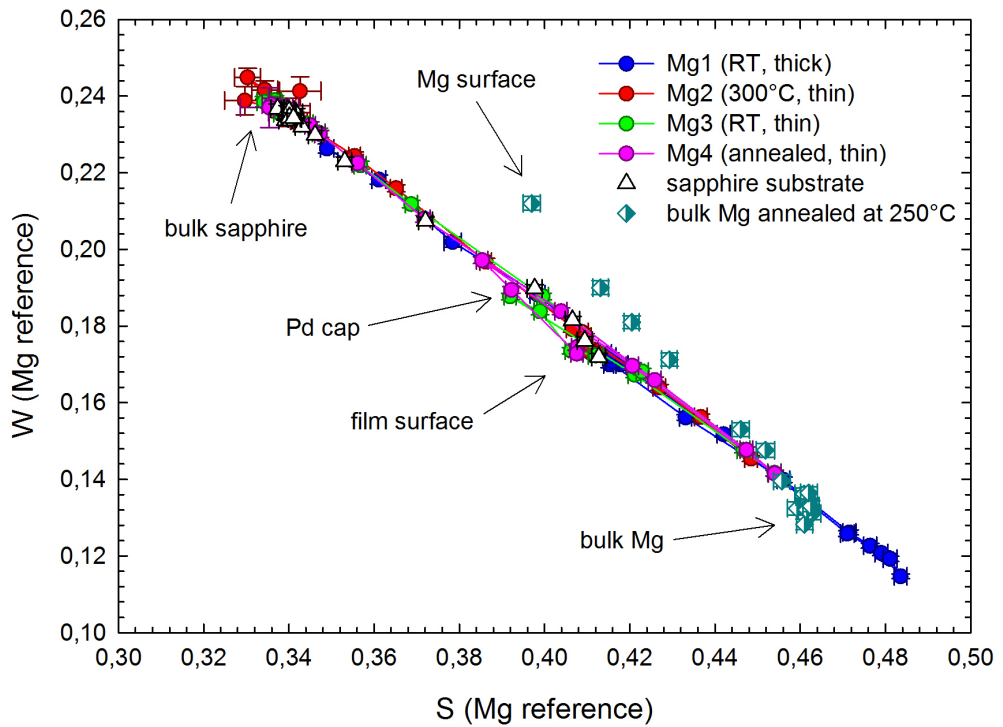 0,26
0,24
0,22
0,20
0,18
0,16
0,14
0,12
0,10
W (Mg reference)
Mg surface
bulk sapphire
Pd cap
film surface
bulk Mg
Mg1 (RT, thick)
Mg2 (300°C, thin)
Mg3 (RT, thin)
Mg4 (annealed, thin)
sapphire substrate
bulk Mg annealed at 250°C
0,30 0,32 0,34 0,36 0,38 0,40 0,42 0,44 0,46 0,48 0,50
S (Mg reference)